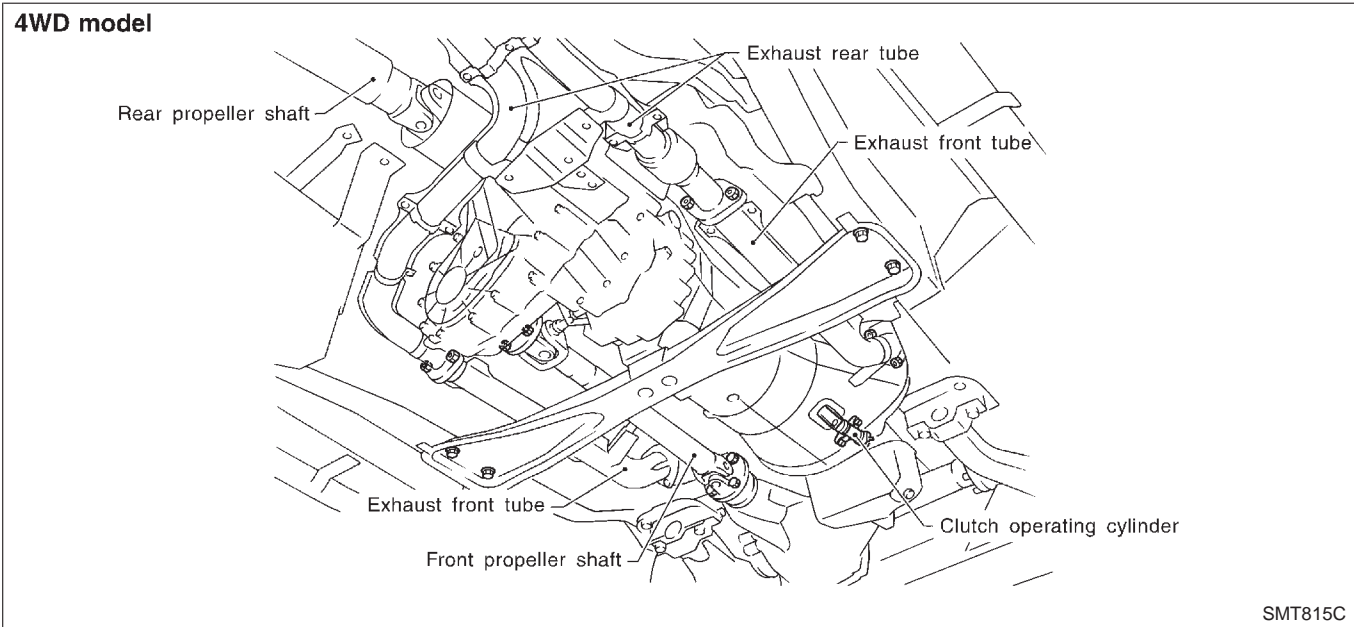 4WD model
Exhaust rear tube
Rear propeller shaft
Exhaust front tube
Exhaust front tube
Clutch operating cylinder
Front propeller shaft
SMT815C